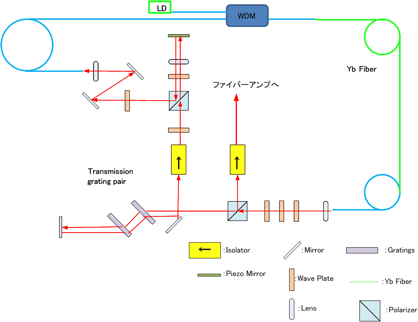 LD
WDM
Yb Fiber
ファイバーアンプへ
Transmission
grating pair
: Isolator
: Mirror
: Gratings
: Piezo Mirror
: Wave Plate
: Yb Fiber
: Lens
: Polarizer